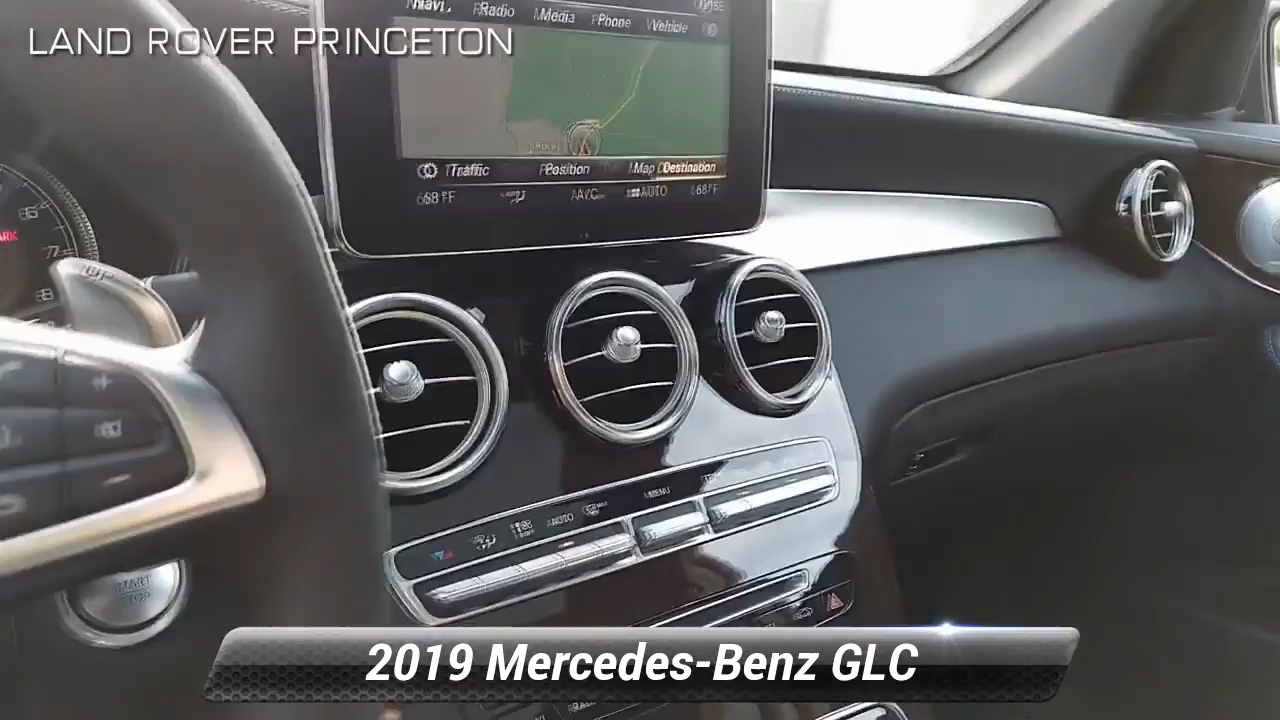 LAND ROVER PRINCETON
Navi Radio Media Phone Vehicle
Traffic Position Map Destination
68°F A/C AUTO 68°F
MENU
AUTO
START
STOP
2019 Mercedes-Benz GLC